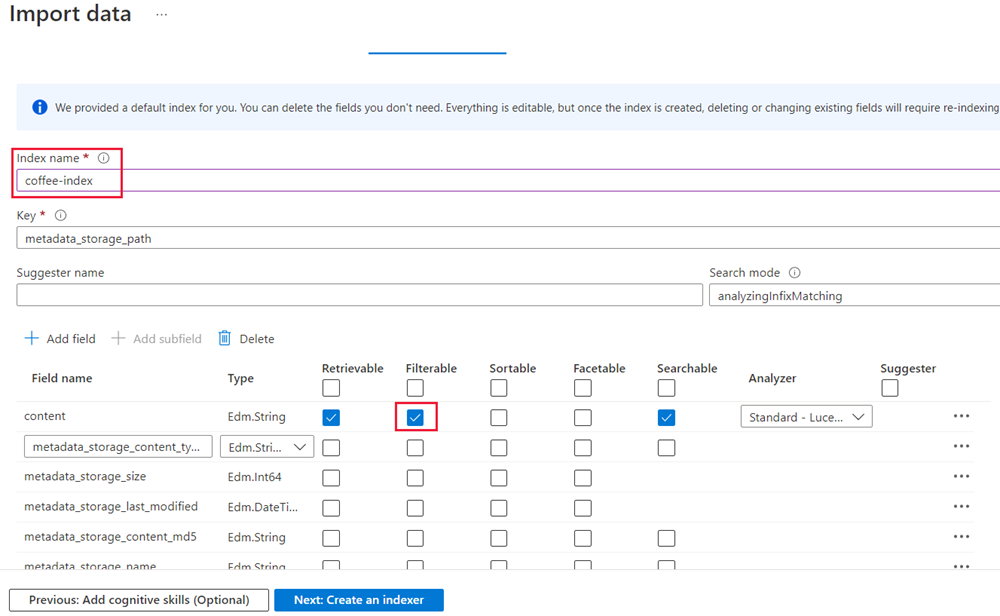 Import data ...
We provided a default index for you. You can delete the fields you don't need. Everything is editable, but once the index is created, deleting or changing existing fields will require re-indexing
Index name *
coffee-index
Key *
metadata_storage_path
Suggester name Search mode
analyzingInfixMatching
Add field Add subfield Delete
Field name Type Retrievable Filterable Sortable Facetable Searchable Analyzer Suggester
content Edm.String Standard - Luce... ...
metadata_storage_content_ty... Edm.Stri... ...
metadata_storage_size Edm.Int64 ...
metadata_storage_last_modified Edm.DateTi... ...
metadata_storage_content_md5 Edm.String ...
metadata_storage_name Edm.String ...
Previous: Add cognitive skills (Optional) Next: Create an indexer